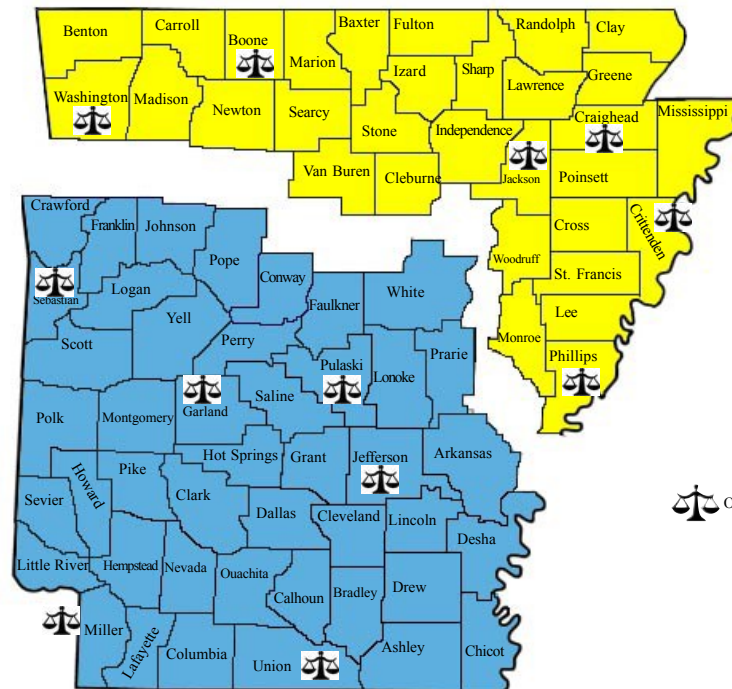 Benton
Carroll
Boone
Marion
Baxter
Fulton
Randolph
Clay
Izard
Sharp
Lawrence
Greene
Washington
Madison
Newton
Searcy
Stone
Independence
Craighead
Mississippi
Van Buren
Cleburne
Jackson
Poinsett
Cross
Crittenden
Woodruff
St. Francis
Lee
Monroe
Phillips
Crawford
Franklin
Johnson
Pope
Conway
White
Sebastian
Logan
Faulkner
Yell
Scott
Perry
Pulaski
Lonoke
Prarie
Garland
Saline
Polk
Montgomery
Hot Springs
Grant
Jefferson
Arkansas
Pike
Howard
Clark
Sevier
Dallas
Cleveland
Lincoln
Desha
Little River
Hempstead
Nevada
Ouachita
Calhoun
Bradley
Drew
Miller
Lafayette
Columbia
Union
Ashley
Chicot
O